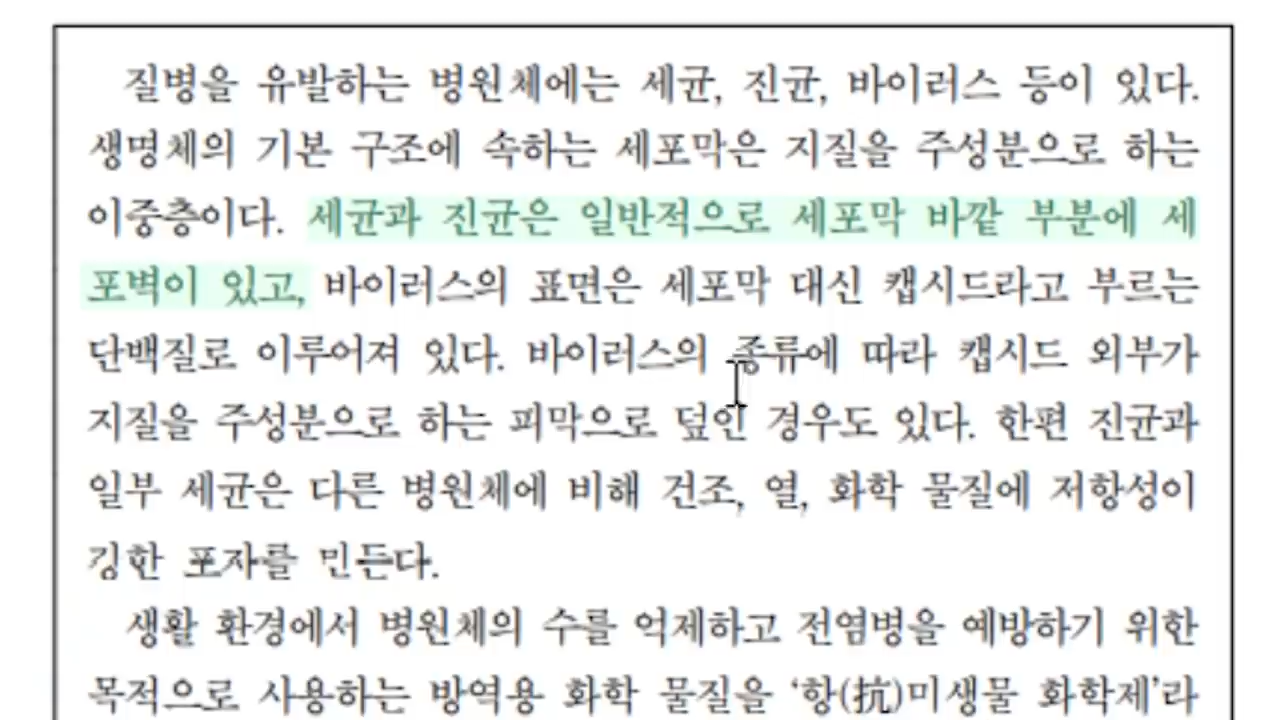 질병을 유발하는 병원체에는 세균, 진균, 바이러스 등이 있다.
생명체의 기본 구조에 속하는 세포막은 지질을 주성분으로 하는
이중층이다. 세균과 진균은 일반적으로 세포막 바깥 부분에 세
포벽이 있고, 바이러스의 표면은 세포막 대신 캡시드라고 부르는
단백질로 이루어져 있다. 바이러스의 종류에 따라 캡시드 외부가
지질을 주성분으로 하는 피막으로 덮인 경우도 있다. 한편 진균과
일부 세균은 다른 병원체에 비해 건조, 열, 화학 물질에 저항성이
강한 포자를 만든다.
생활 환경에서 병원체의 수를 억제하고 전염병을 예방하기 위한
목적으로 사용하는 방역용 화학 물질을 ‘항(抗)미생물 화학제’라